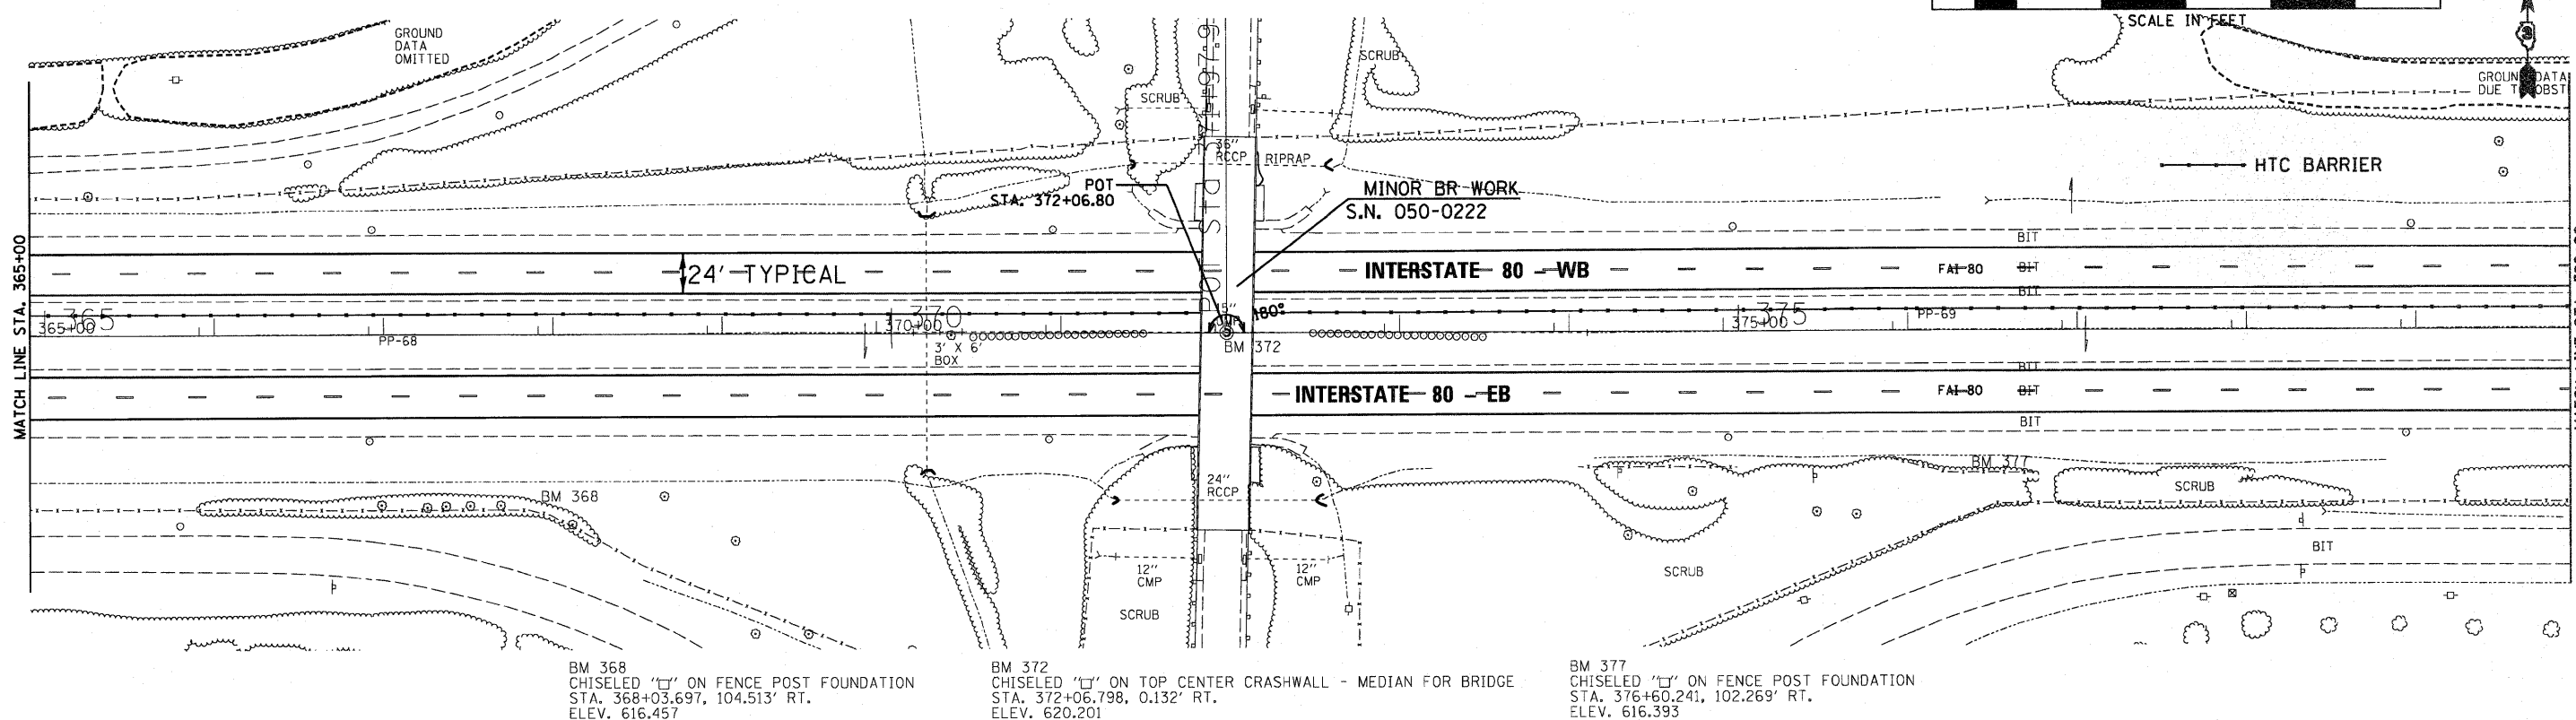 SCALE IN FEET
GROUND
DATA
OMITTED
SCRUB
SCRUB
GROUND DATA
36"
RCCP
RIPRAP
HTC BARRIER
POT
STA. 372+06.80
MINOR BR WORK
S.N. 050-0222
MATCH LINE STA. 365+00
BIT
24' TYPICAL
INTERSTATE 80 - WB
FAI-80
BIT
BIT
365
365+00
370
370+00
180°
375
375+00
PP-69
PP-68
3' X 6'
BOX
BM 372
BIT
INTERSTATE 80 - EB
FAI-80
BIT
BIT
BM 368
24"
RCCP
BM 377
SCRUB
12"
CMP
12"
CMP
SCRUB
SCRUB
BIT
BM 368
CHISELED "□" ON FENCE POST FOUNDATION
STA. 368+03.697, 104.513' RT.
ELEV. 616.457
BM 372
CHISELED "□" ON TOP CENTER CRASHWALL - MEDIAN FOR BRIDGE
STA. 372+06.798, 0.132' RT.
ELEV. 620.201
BM 377
CHISELED "□" ON FENCE POST FOUNDATION
STA. 376+60.241, 102.269' RT.
ELEV. 616.393